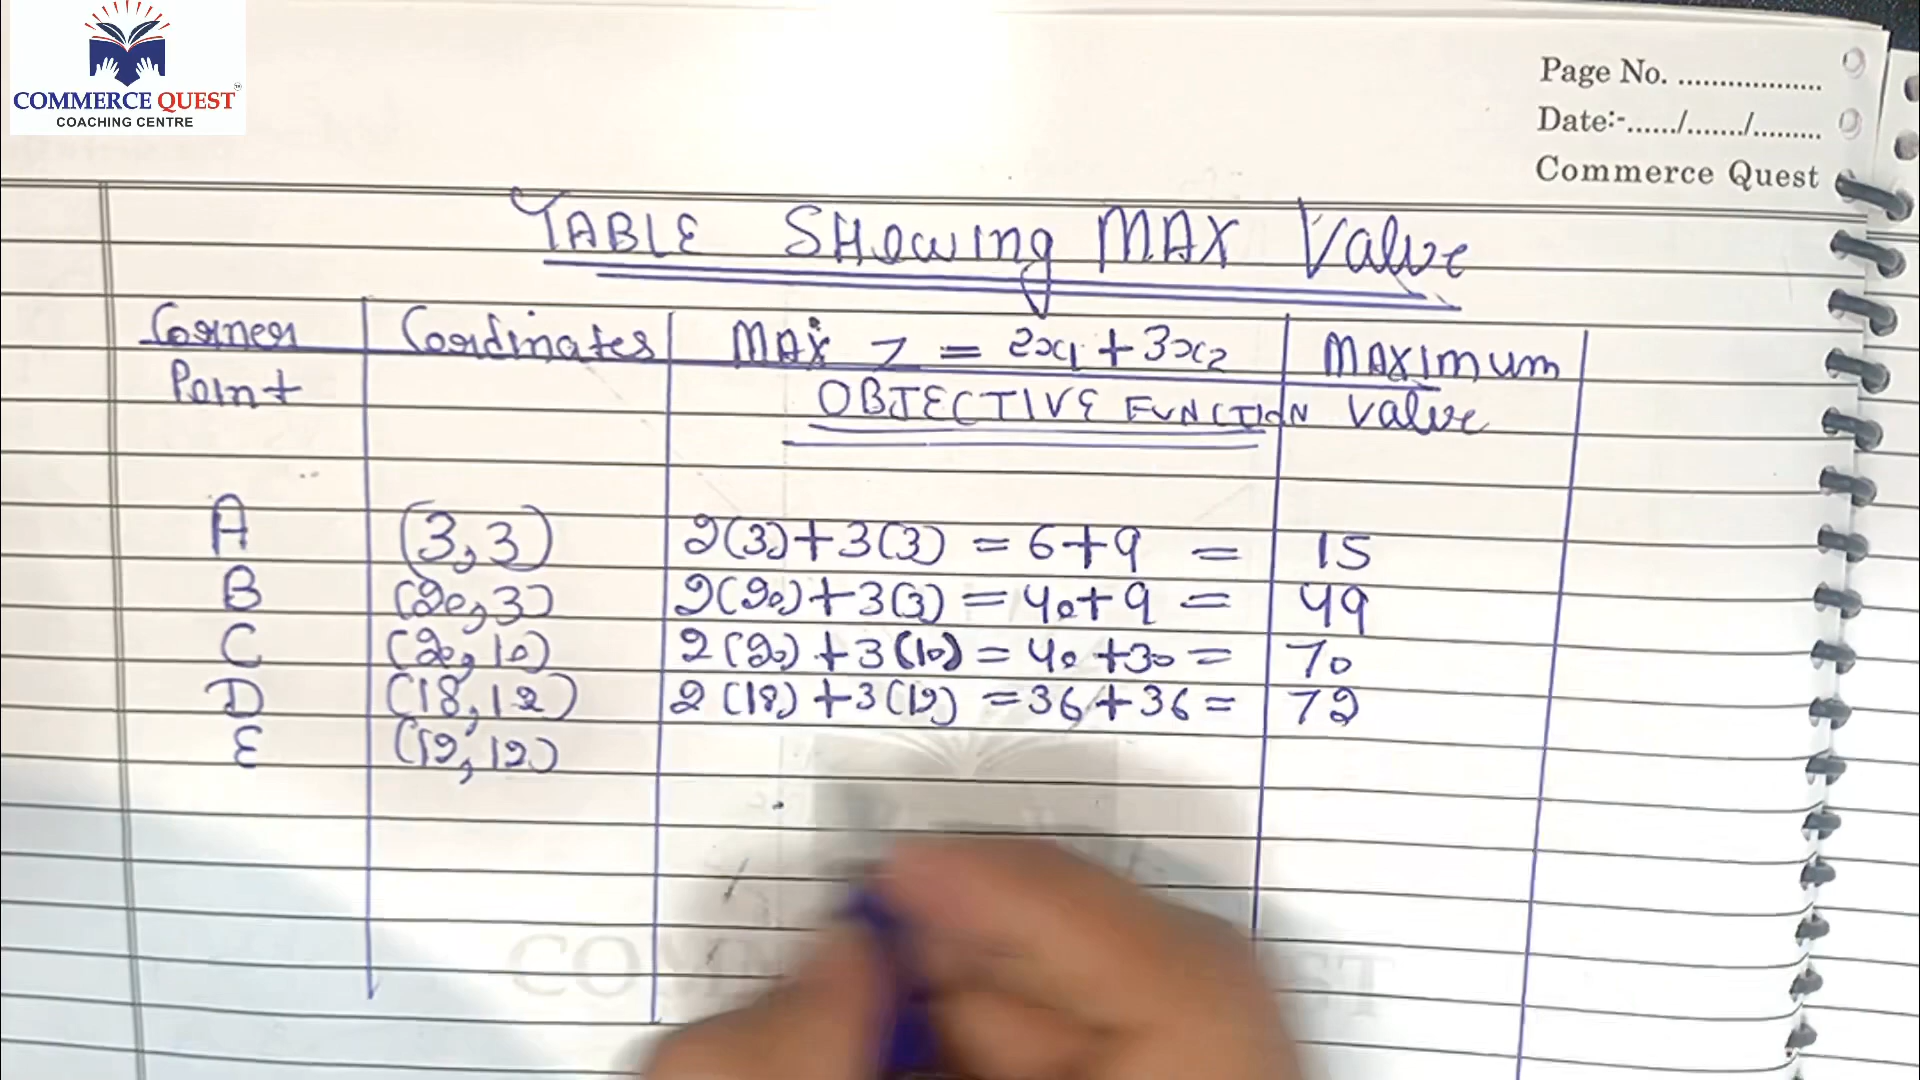 COMMERCE QUEST
COACHING CENTRE
Page No. ..................
Date:-....../......./.........
Commerce Quest
TABLE SHowing MAX Value
Corner Point | Coordinates | MAX Z = 2x1 + 3x2 OBJECTIVE FUNCTION | MAXIMUM Value
A (3,3) 2(3)+3(3) = 6+9 = 15
B (20,3) 2(20)+3(3) = 40+9 = 49
C (20,10) 2(20)+3(10) = 40+30 = 70
D (18,12) 2(18)+3(12) = 36+36 = 72
E (12,12)